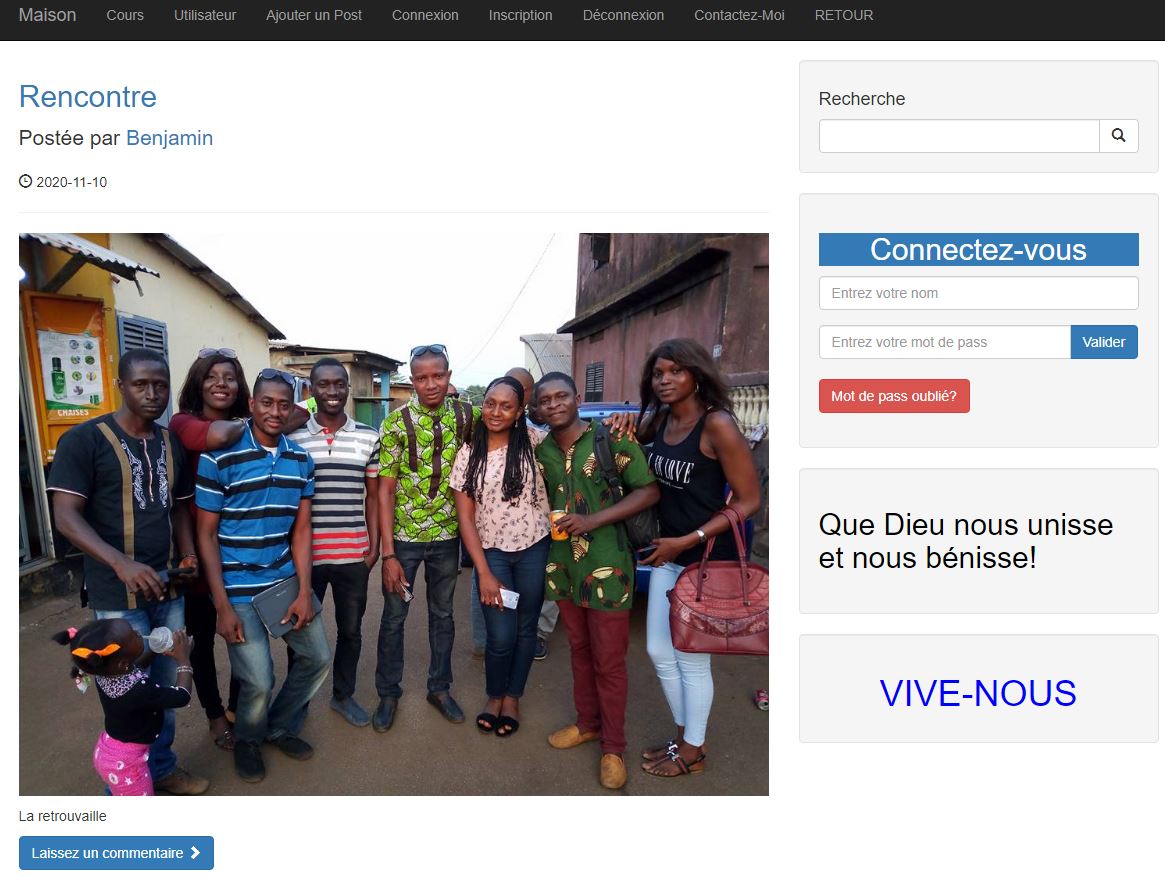 Maison Cours Utilisateur Ajouter un Post Connexion Inscription Déconnexion Contactez-Moi RETOUR
Rencontre
Postée par Benjamin
2020-11-10
CHAISES
LA retrouvaille
Laissez un commentaire
Recherche
Connectez-vous
Entrez votre nom
Entrez votre mot de pass Valider
Mot de pass oublié?
Que Dieu nous unisse
et nous bénisse!
VIVE-NOUS